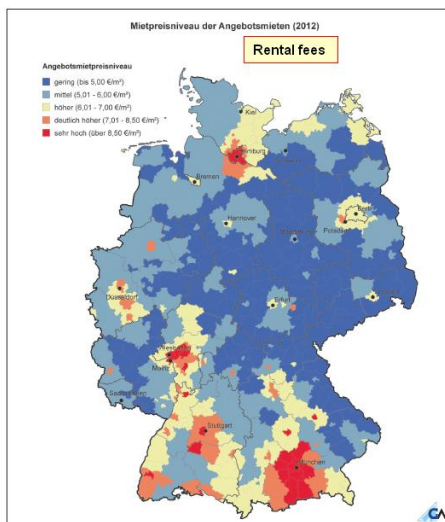 Mietpreisniveau der Angebotsmieten (2012)
Rental fees
Angebotsmietpreisniveau
gering (bis 5,00 €/m²)
mittel (5,01 - 6,00 €/m²)
höher (6,01 - 7,00 €/m²)
deutlich höher (7,01 - 8,50 €/m²)
sehr hoch (über 8,50 €/m²)
Kiel
Bremen
Hannover
Potsdam
Düsseldorf
Erfurt
Mainz
Stuttgart
München